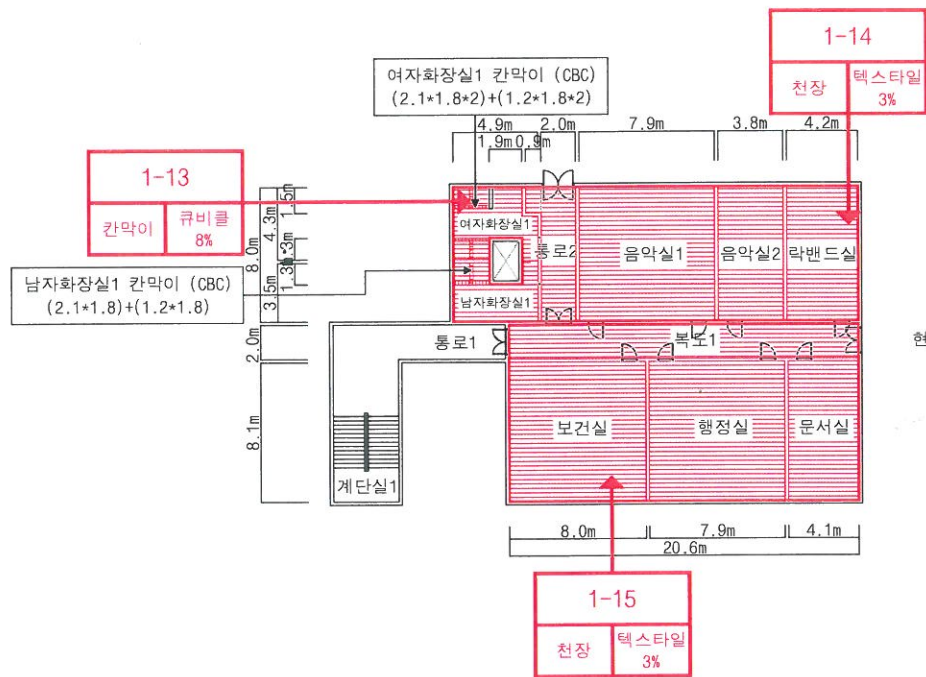 1-14
천장
텍스타일
3%
여자화장실1 칸막이 (CBC)
(2.1*1.8*2)+(1.2*1.8*2)
4.9m
2.0m
7.9m
3.8m
4.2m
1.9m
0.9m
1-13
칸막이
큐비클
8%
8.0m
4.3m
1.5m
1.3m
3.5m
여자화장실1
통로2
음악실1
음악실2
락밴드실
남자화장실1 칸막이 (CBC)
(2.1*1.8)+(1.2*1.8)
남자화장실1
2.0m
통로1
복도1
현
8.1m
보건실
행정실
문서실
계단실1
8.0m
7.9m
4.1m
20.6m
1-15
천장
텍스타일
3%